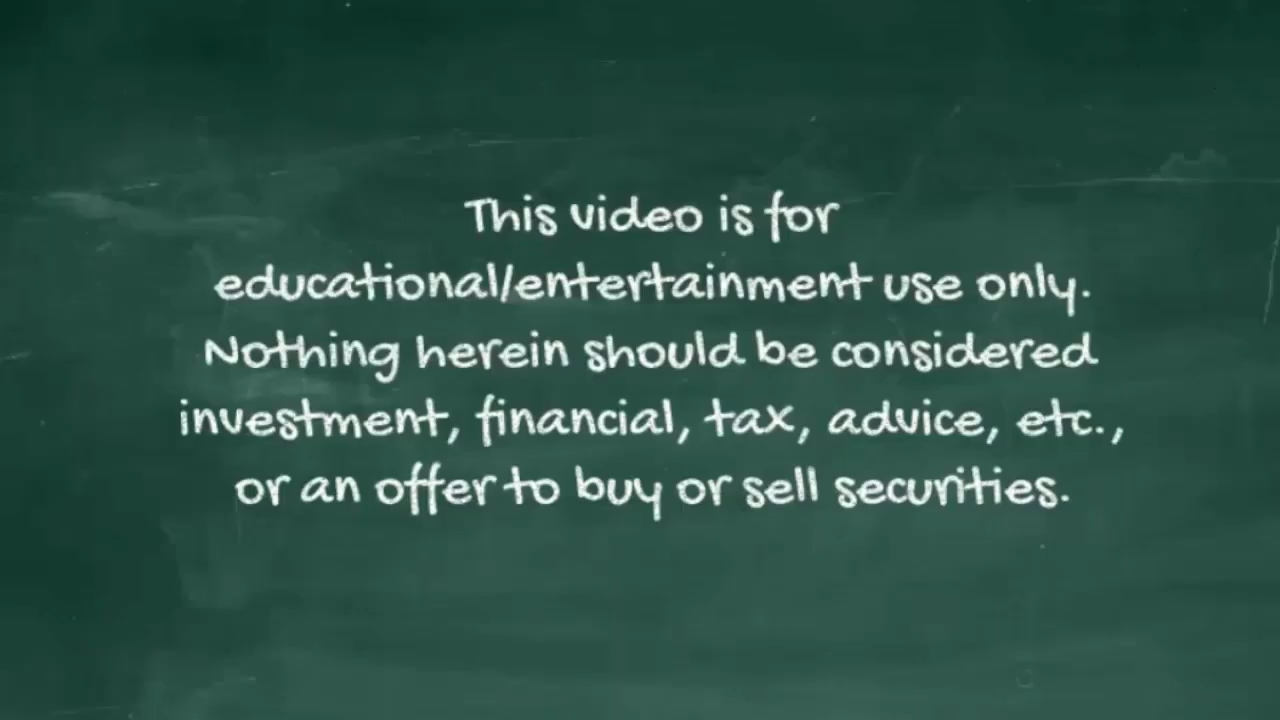 This video is for
educational/entertainment use only.
Nothing herein should be considered
investment, financial, tax, advice, etc.,
or an offer to buy or sell securities.